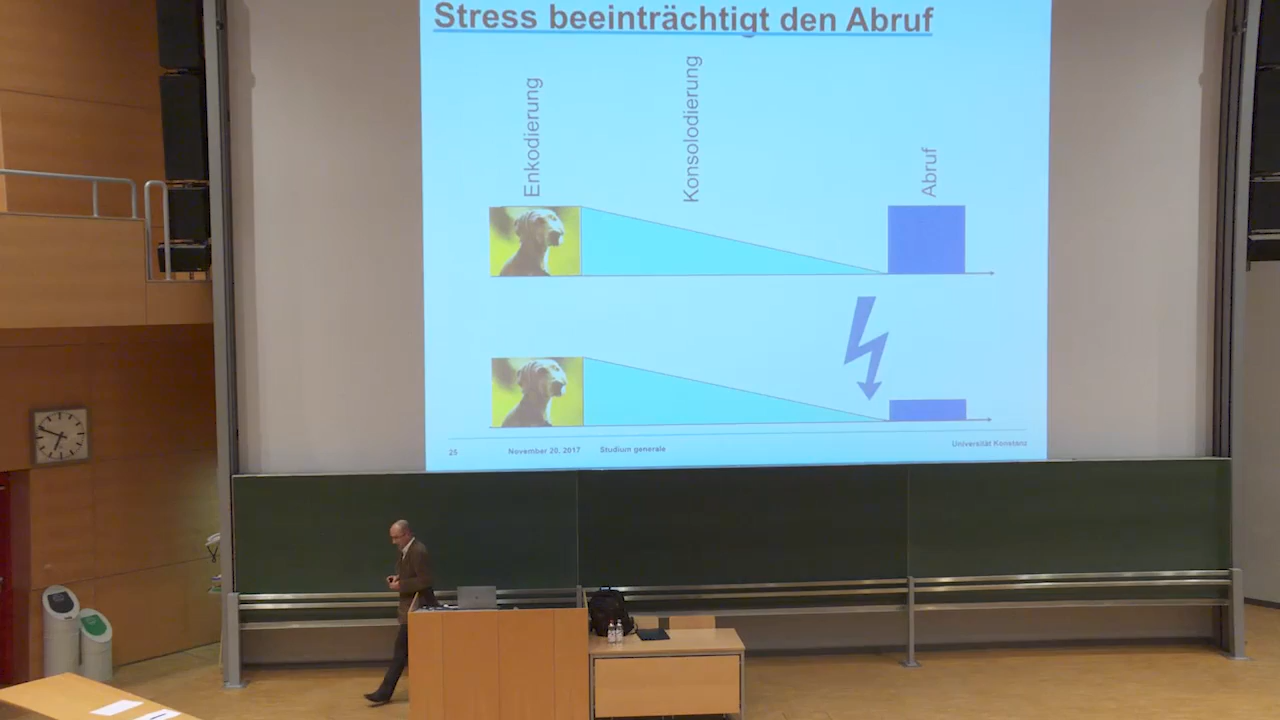 Stress beeinträchtigt den Abruf
Enkodierung
Konsolodierung
Abruf
25 November 20, 2017 Studium generale Universität Konstanz